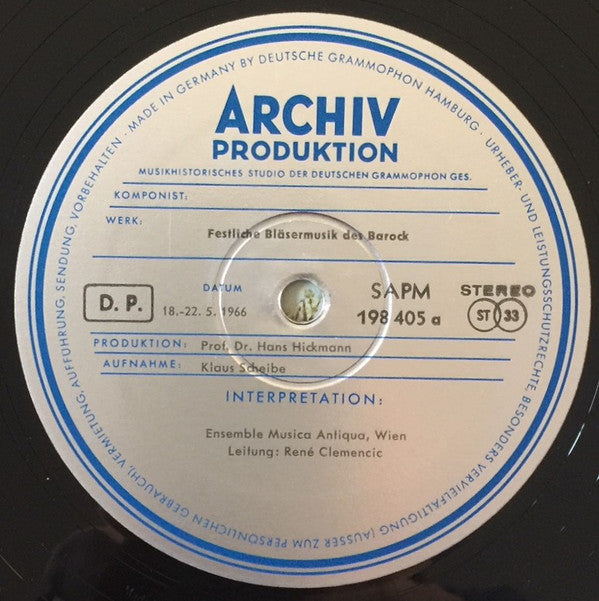 MADE IN GERMANY BY DEUTSCHE GRAMMOPHON HAMBURG · URHEBER- UND LEISTUNGSSCHUTZRECHTE, BESONDERS VERVIELFÄLTIGUNG (AUSSER ZUM PERSÖNLICHEN GEBRAUCH), VERMIETUNG, AUFFÜHRUNG, SENDUNG, VORBEHALTEN ·
ARCHIV
PRODUKTION
MUSIKHISTORISCHES STUDIO DER DEUTSCHEN GRAMMOPHON GES.
KOMPONIST:
WERK:
Festliche Bläsermusik des Barock
D. P.
DATUM
18.-22. 5. 1966
SAPM
198 405 a
STEREO
ST 33
PRODUKTION: Prof. Dr. Hans Hickmann
AUFNAHME: Klaus Scheibe
INTERPRETATION:
Ensemble Musica Antiqua, Wien
Leitung: René Clemencic